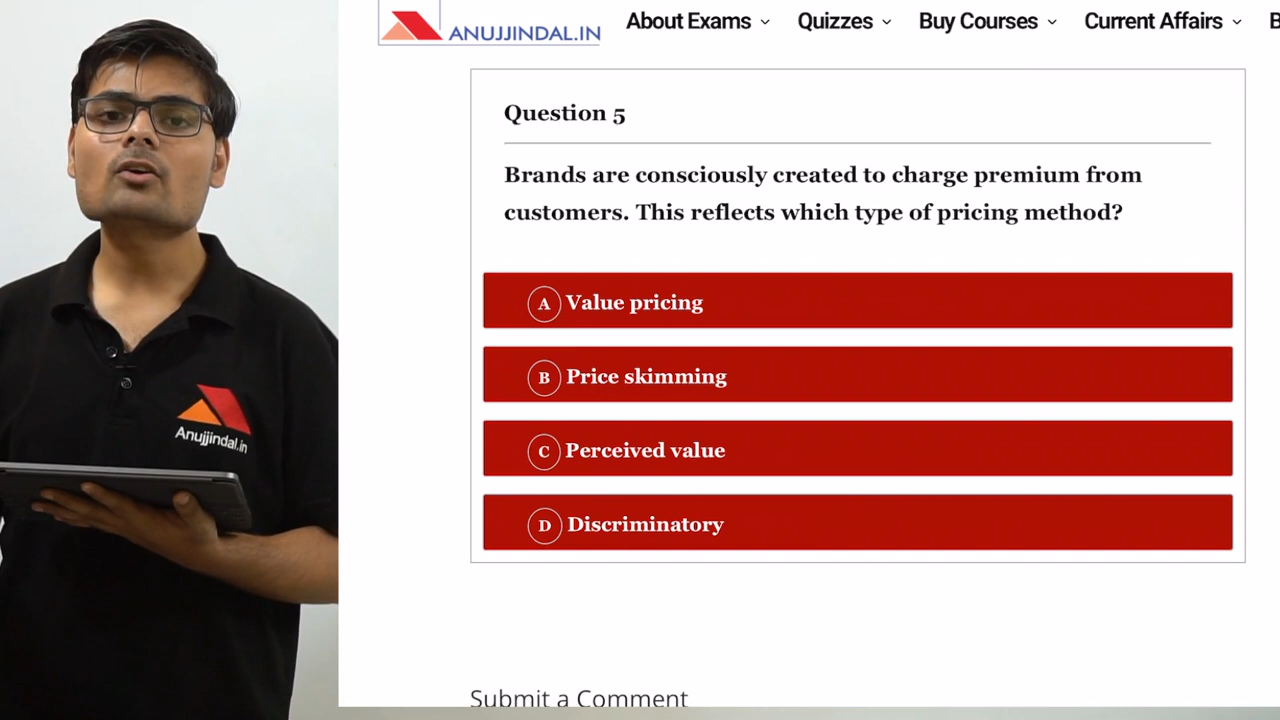 ANUJJINDAL.IN
About Exams Quizzes Buy Courses Current Affairs B
Question 5
Brands are consciously created to charge premium from
customers. This reflects which type of pricing method?
A Value pricing
B Price skimming
C Perceived value
D Discriminatory
Submit a Comment
Anujjindal.in